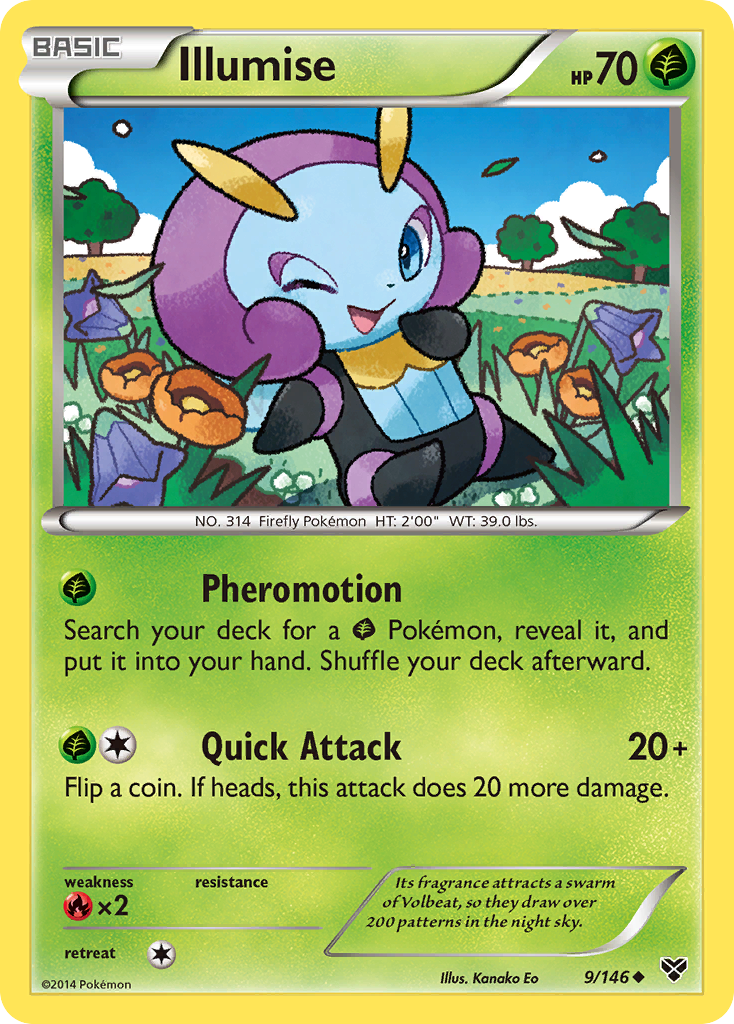 BASIC
Illumise
HP 70
NO. 314 Firefly Pokémon HT: 2'00" WT: 39.0 lbs.
Pheromotion
Search your deck for a Pokémon, reveal it, and
put it into your hand. Shuffle your deck afterward.
Quick Attack 20+
Flip a coin. If heads, this attack does 20 more damage.
weakness resistance
×2
Its fragrance attracts a swarm
of Volbeat, so they draw over
200 patterns in the night sky.
retreat
©2014 Pokémon
Illus. Kanako Eo
9/146